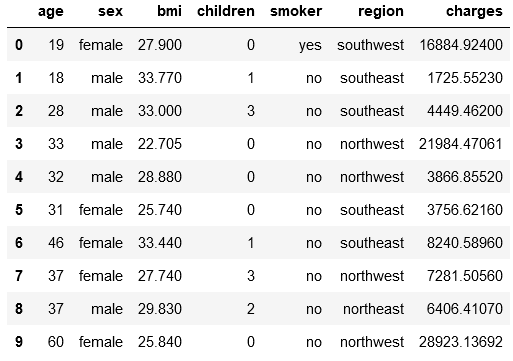 age sex bmi children smoker region charges
0 19 female 27.900 0 yes southwest 16884.92400
1 18 male 33.770 1 no southeast 1725.55230
2 28 male 33.000 3 no southeast 4449.46200
3 33 male 22.705 0 no northwest 21984.47061
4 32 male 28.880 0 no northwest 3866.85520
5 31 female 25.740 0 no southeast 3756.62160
6 46 female 33.440 1 no southeast 8240.58960
7 37 female 27.740 3 no northwest 7281.50560
8 37 male 29.830 2 no northeast 6406.41070
9 60 female 25.840 0 no northwest 28923.13692